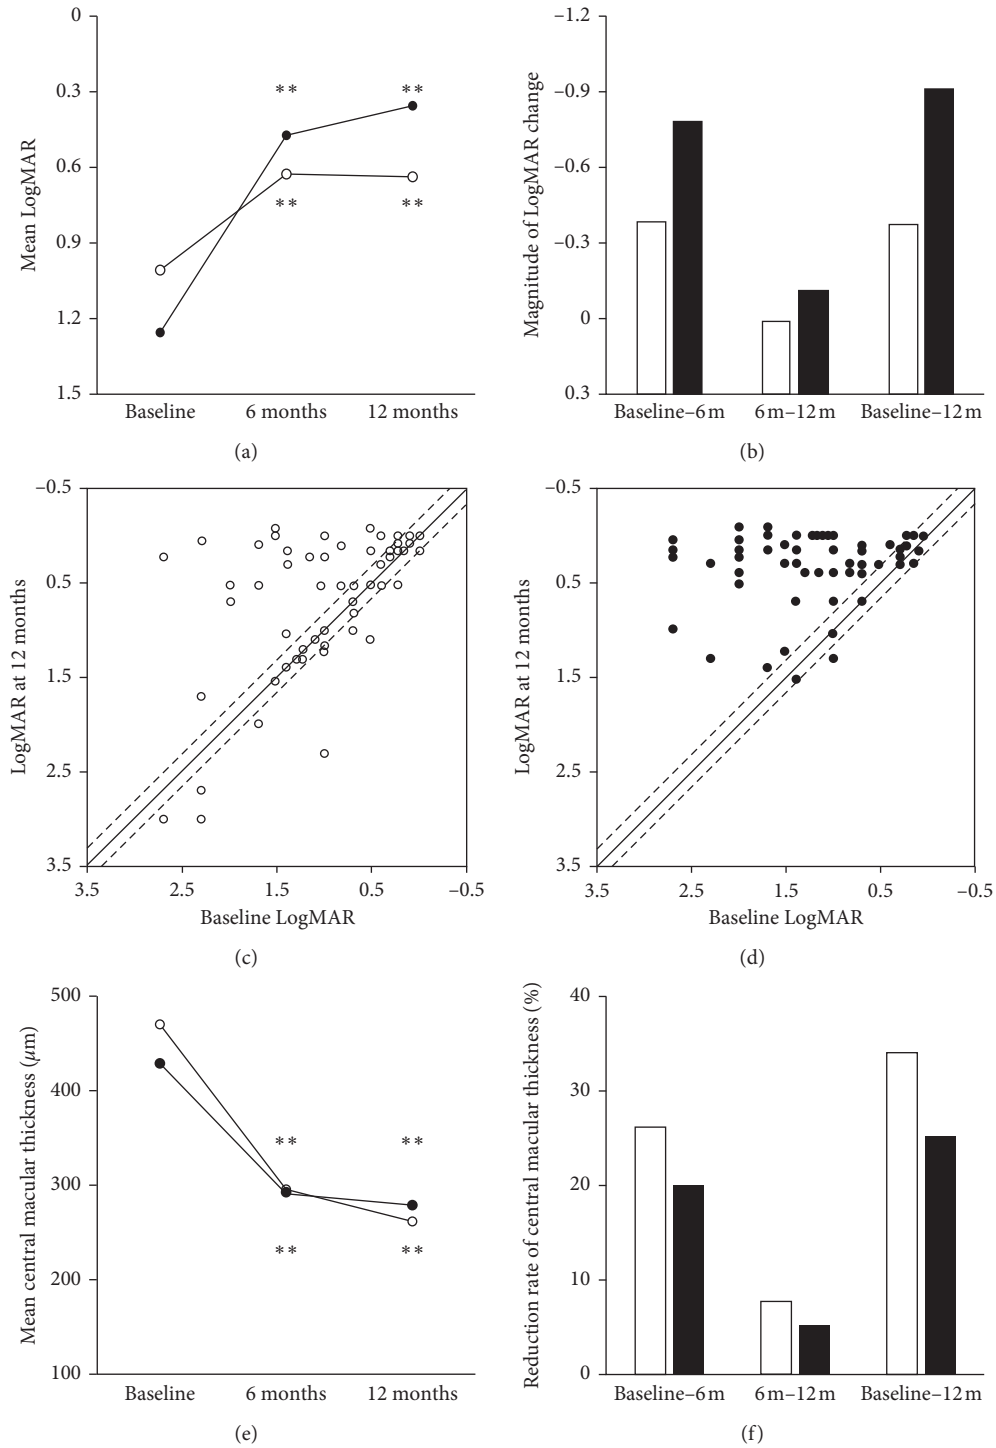 0
0.3
0.6
0.9
1.2
1.5
Mean LogMAR
**
**
**
**
Baseline
6 months
12 months
(a)
–1.2
–0.9
–0.6
–0.3
0
0.3
Magnitude of LogMAR change
Baseline–6 m
6 m–12 m
Baseline–12 m
(b)
–0.5
0.5
1.5
2.5
3.5
LogMAR at 12 months
3.5
2.5
1.5
0.5
–0.5
Baseline LogMAR
(c)
–0.5
0.5
1.5
2.5
3.5
LogMAR at 12 months
3.5
2.5
1.5
0.5
–0.5
Baseline LogMAR
(d)
500
400
300
200
100
Mean central macular thickness (μm)
**
**
**
**
Baseline
6 months
12 months
(e)
40
30
20
10
0
Reduction rate of central macular thickness (%)
Baseline–6 m
6 m–12 m
Baseline–12 m
(f)